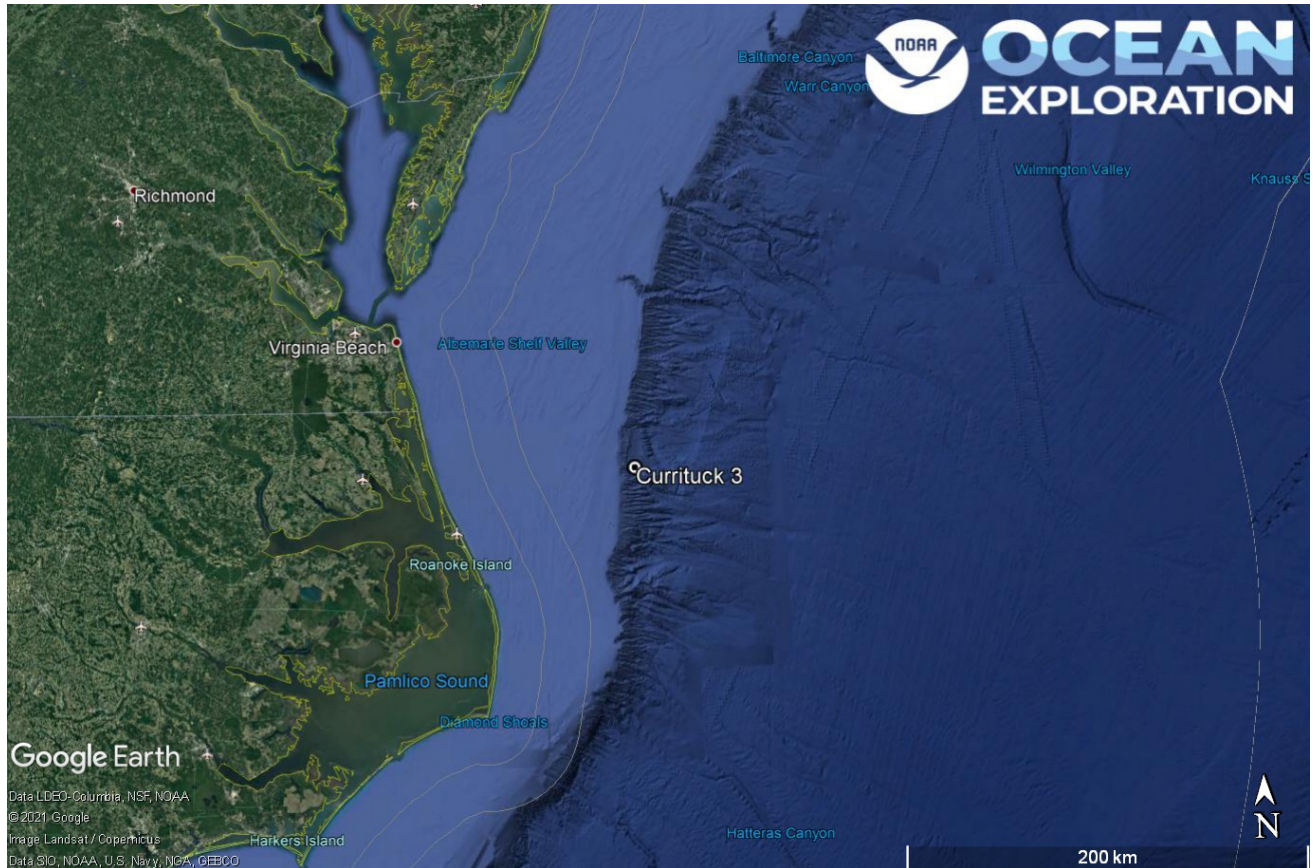 NOAA
OCEAN
EXPLORATION
Baltimore Canyon
Warr Canyon
Wilmington Valley
Knauss S
Richmond
Virginia Beach
Albemarle Shelf Valley
Currituck 3
Roanoke Island
Pamlico Sound
Diamond Shoals
Google Earth
Data LDEO-Columbia, NSF, NOAA
© 2021 Google
Image Landsat / Copernicus
Data SIO, NOAA, U.S. Navy, NGA, GEBCO
Harkers Island
Hatteras Canyon
N
200 km